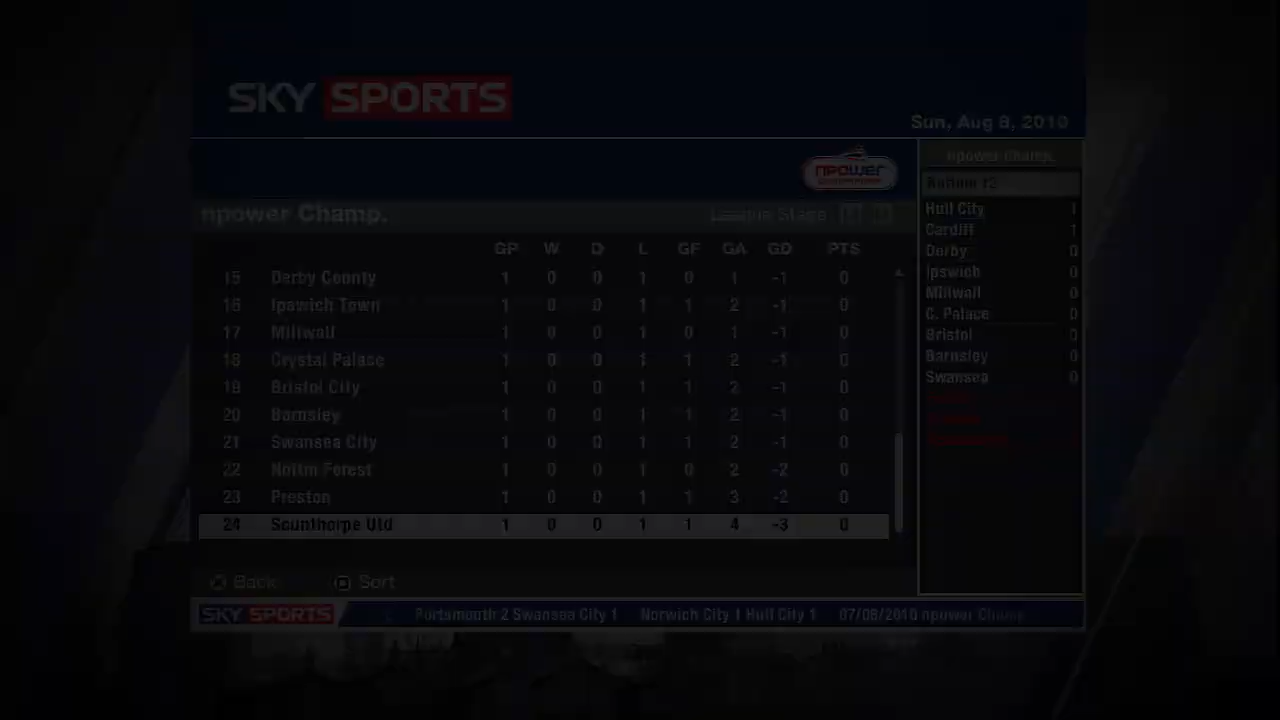 SKY SPORTS
Sun, Aug 8, 2010
npower
npower Champ.
npower Champ.
League Stage
GP W D L GF GA GD PTS
15 Derby County 1 0 0 1 0 1 -1 0
16 Ipswich Town 1 0 0 1 1 2 -1 0
17 Millwall 1 0 0 1 0 1 -1 0
18 Crystal Palace 1 0 0 1 1 2 -1 0
19 Bristol City 1 0 0 1 1 2 -1 0
20 Barnsley 1 0 0 1 1 2 -1 0
21 Swansea City 1 0 0 1 1 2 -1 0
22 Nottm Forest 1 0 0 1 0 2 -2 0
23 Preston 1 0 0 1 1 3 -2 0
24 Scunthorpe Utd 1 0 0 1 1 4 -3 0
Hull City 1
Cardiff 1
Derby 0
Ipswich 0
Millwall 0
C. Palace 0
Bristol 0
Barnsley 0
Swansea 0
Back
Sort
SKY SPORTS
Portsmouth 2 Swansea City 1 Norwich City 1 Hull City 1 07/08/2010 npower Champ